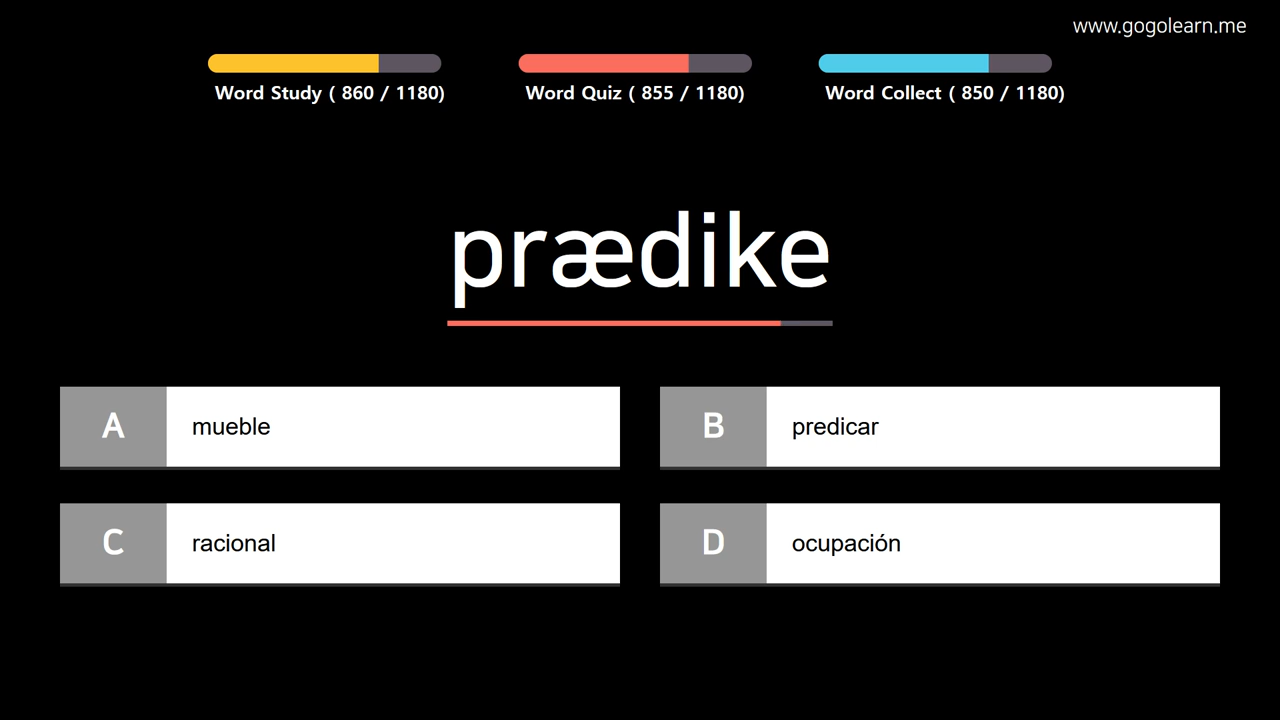 www.gogolearn.me
Word Study ( 860 / 1180)
Word Quiz ( 855 / 1180)
Word Collect ( 850 / 1180)
prædike
A mueble
B predicar
C racional
D ocupación